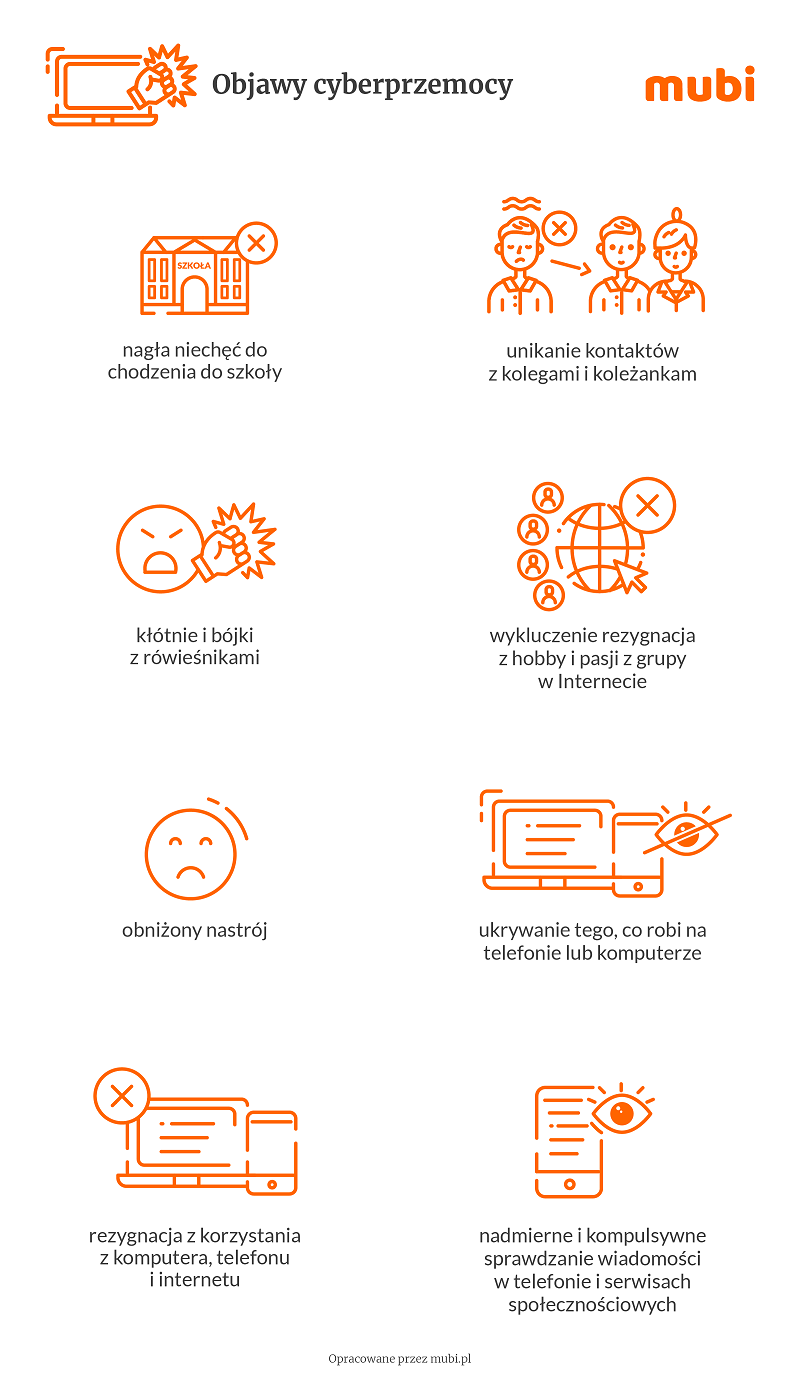 Objawy cyberprzemocy
mubi
SZKOŁA
nagła niechęć do
chodzenia do szkoły
unikanie kontaktów
z kolegami i koleżankam
kłótnie i bójki
z rówieśnikami
wykluczenie rezygnacja
z hobby i pasji z grupy
w Internecie
obniżony nastrój
ukrywanie tego, co robi na
telefonie lub komputerze
rezygnacja z korzystania
z komputera, telefonu
i internetu
nadmierne i kompulsywne
sprawdzanie wiadomości
w telefonie i serwisach
społecznościowych
Opracowane przez mubi.pl